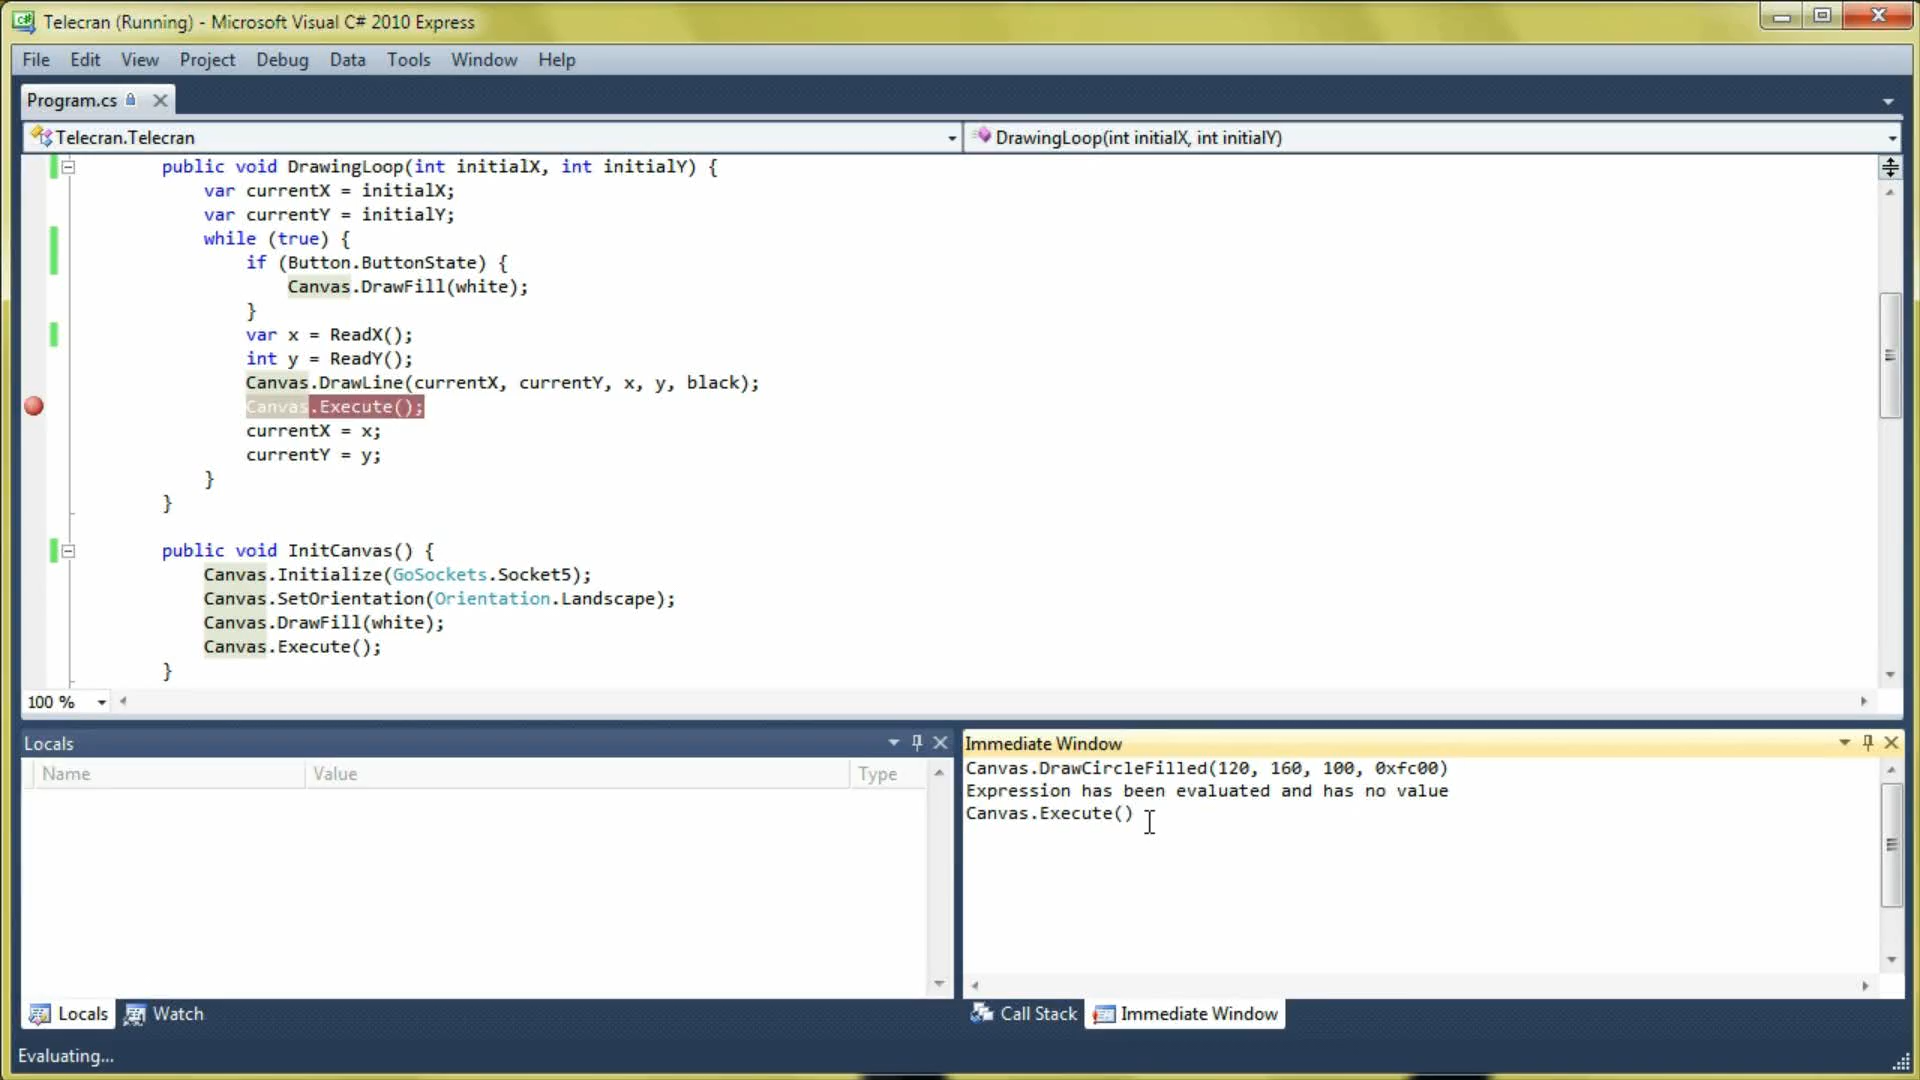 Telecran (Running) - Microsoft Visual C# 2010 Express
File Edit View Project Debug Data Tools Window Help
Program.cs
Telecran.Telecran
DrawingLoop(int initialX, int initialY)
public void DrawingLoop(int initialX, int initialY) {
var currentX = initialX;
var currentY = initialY;
while (true) {
if (Button.ButtonState) {
Canvas.DrawFill(white);
}
var x = ReadX();
int y = ReadY();
Canvas.DrawLine(currentX, currentY, x, y, black);
Canvas.Execute();
currentX = x;
currentY = y;
}
}
public void InitCanvas() {
Canvas.Initialize(GoSockets.Socket5);
Canvas.SetOrientation(Orientation.Landscape);
Canvas.DrawFill(white);
Canvas.Execute();
}
100 %
Locals
Name Value Type
Locals Watch
Immediate Window
Canvas.DrawCircleFilled(120, 160, 100, 0xfc00)
Expression has been evaluated and has no value
Canvas.Execute()
Call Stack Immediate Window
Evaluating...